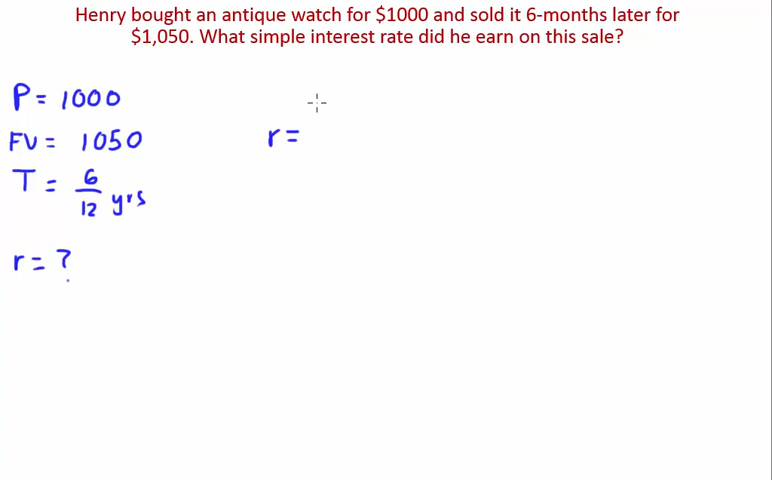 Henry bought an antique watch for $1000 and sold it 6-months later for
$1,050. What simple interest rate did he earn on this sale?
P = 1000
FV = 1050
r =
T = 6/12 yrs
r = ?